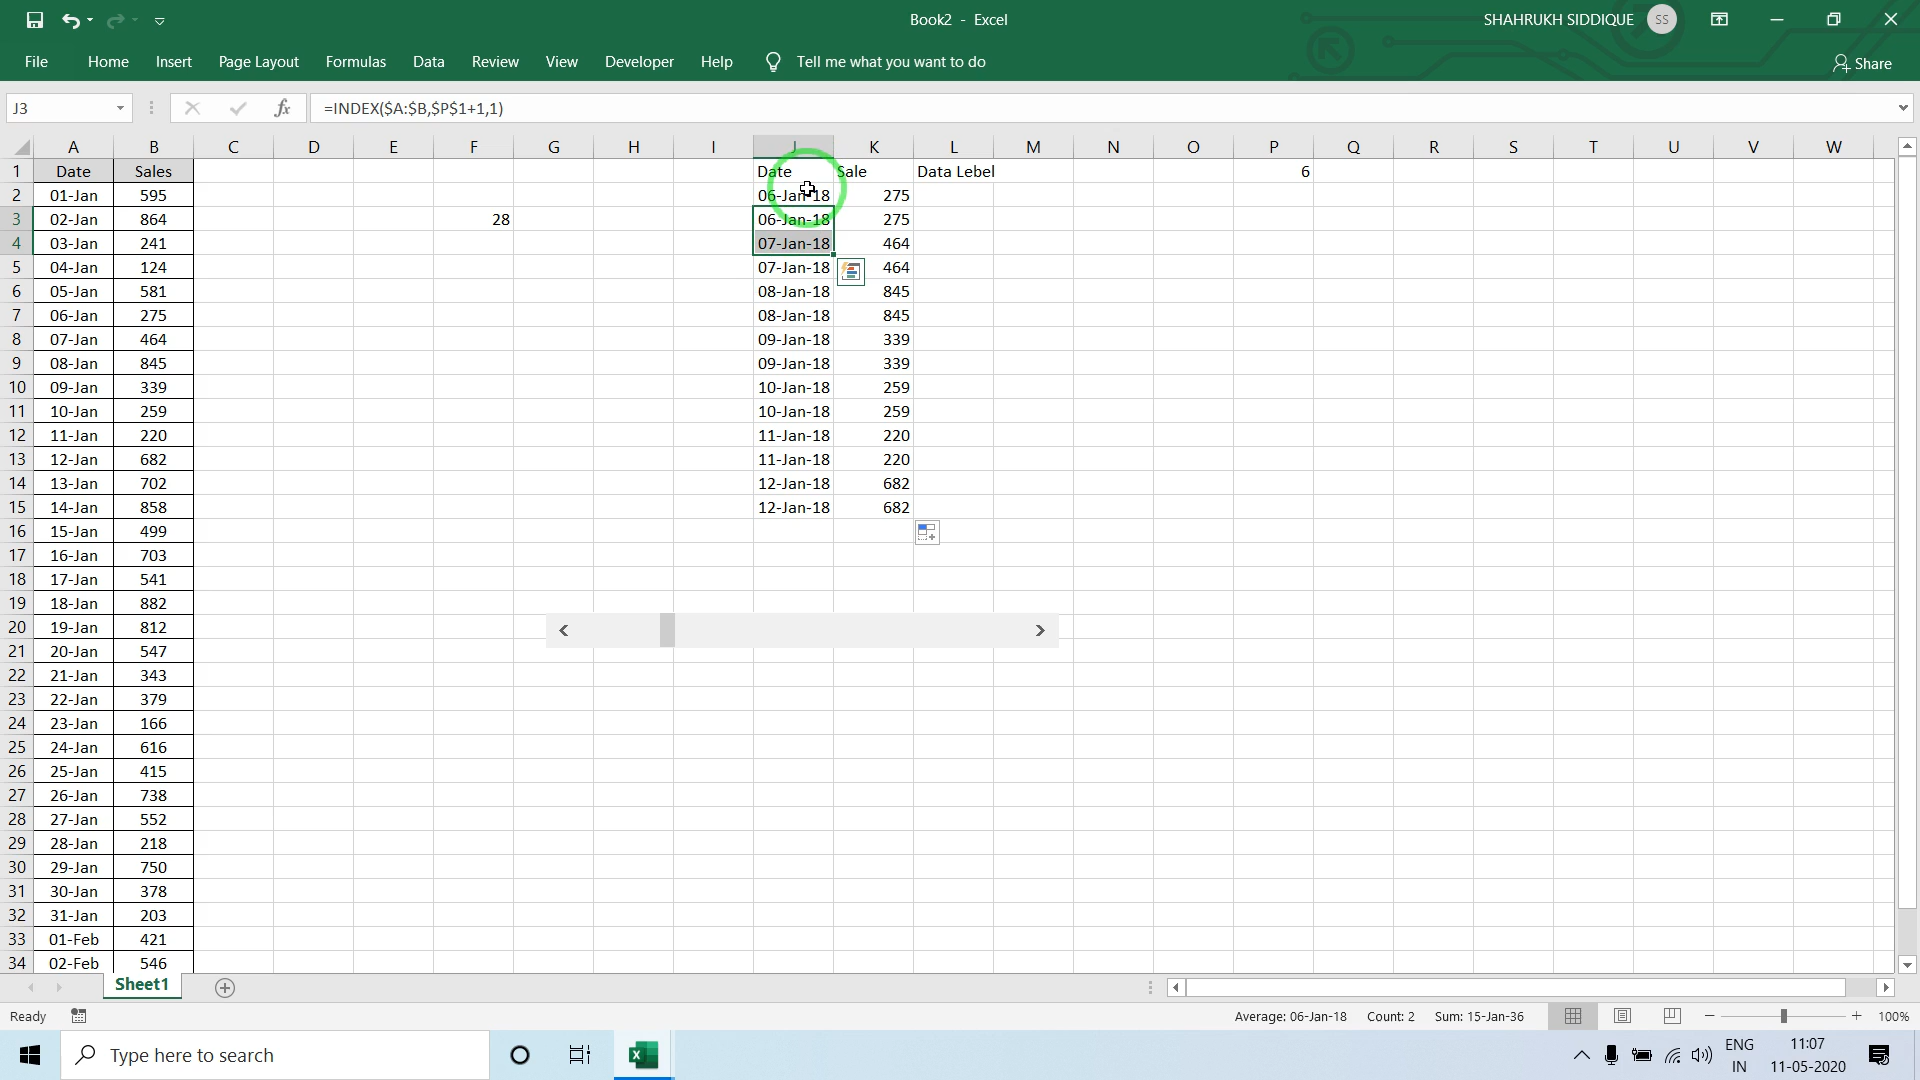 Book2 - Excel
SHAHRUKH SIDDIQUE SS
File Home Insert Page Layout Formulas Data Review View Developer Help Tell me what you want to do Share
J3 fx =INDEX($A:$B,$P$1+1,1)
A B C D E F G H I J K L M N O P Q R S T U V W
1 Date Sales Date Sale Data Lebel 6
2 01-Jan 595 06-Jan-18 275
3 02-Jan 864 28 06-Jan-18 275
4 03-Jan 241 07-Jan-18 464
5 04-Jan 124 07-Jan-18 464
6 05-Jan 581 08-Jan-18 845
7 06-Jan 275 08-Jan-18 845
8 07-Jan 464 09-Jan-18 339
9 08-Jan 845 09-Jan-18 339
10 09-Jan 339 10-Jan-18 259
11 10-Jan 259 10-Jan-18 259
12 11-Jan 220 11-Jan-18 220
13 12-Jan 682 11-Jan-18 220
14 13-Jan 702 12-Jan-18 682
15 14-Jan 858 12-Jan-18 682
16 15-Jan 499
17 16-Jan 703
18 17-Jan 541
19 18-Jan 882
20 19-Jan 812
21 20-Jan 547
22 21-Jan 343
23 22-Jan 379
24 23-Jan 166
25 24-Jan 616
26 25-Jan 415
27 26-Jan 738
28 27-Jan 552
29 28-Jan 218
30 29-Jan 750
31 30-Jan 378
32 31-Jan 203
33 01-Feb 421
34 02-Feb 546
Sheet1
Ready Average: 06-Jan-18 Count: 2 Sum: 15-Jan-36 100%
Type here to search ENG 11:07
IN 11-05-2020